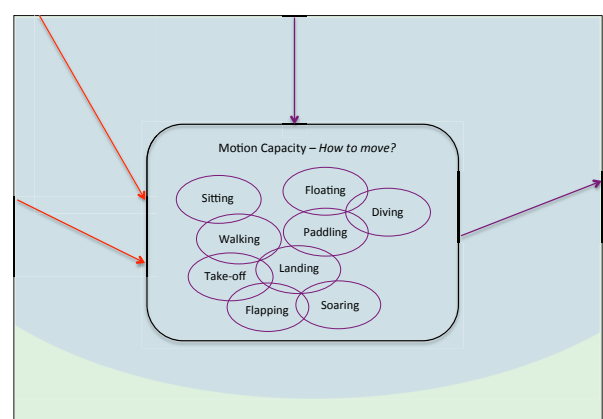 Motion Capacity – How to move?
Floating
Sitting
Diving
Paddling
Walking
Landing
Take-off
Soaring
Flapping